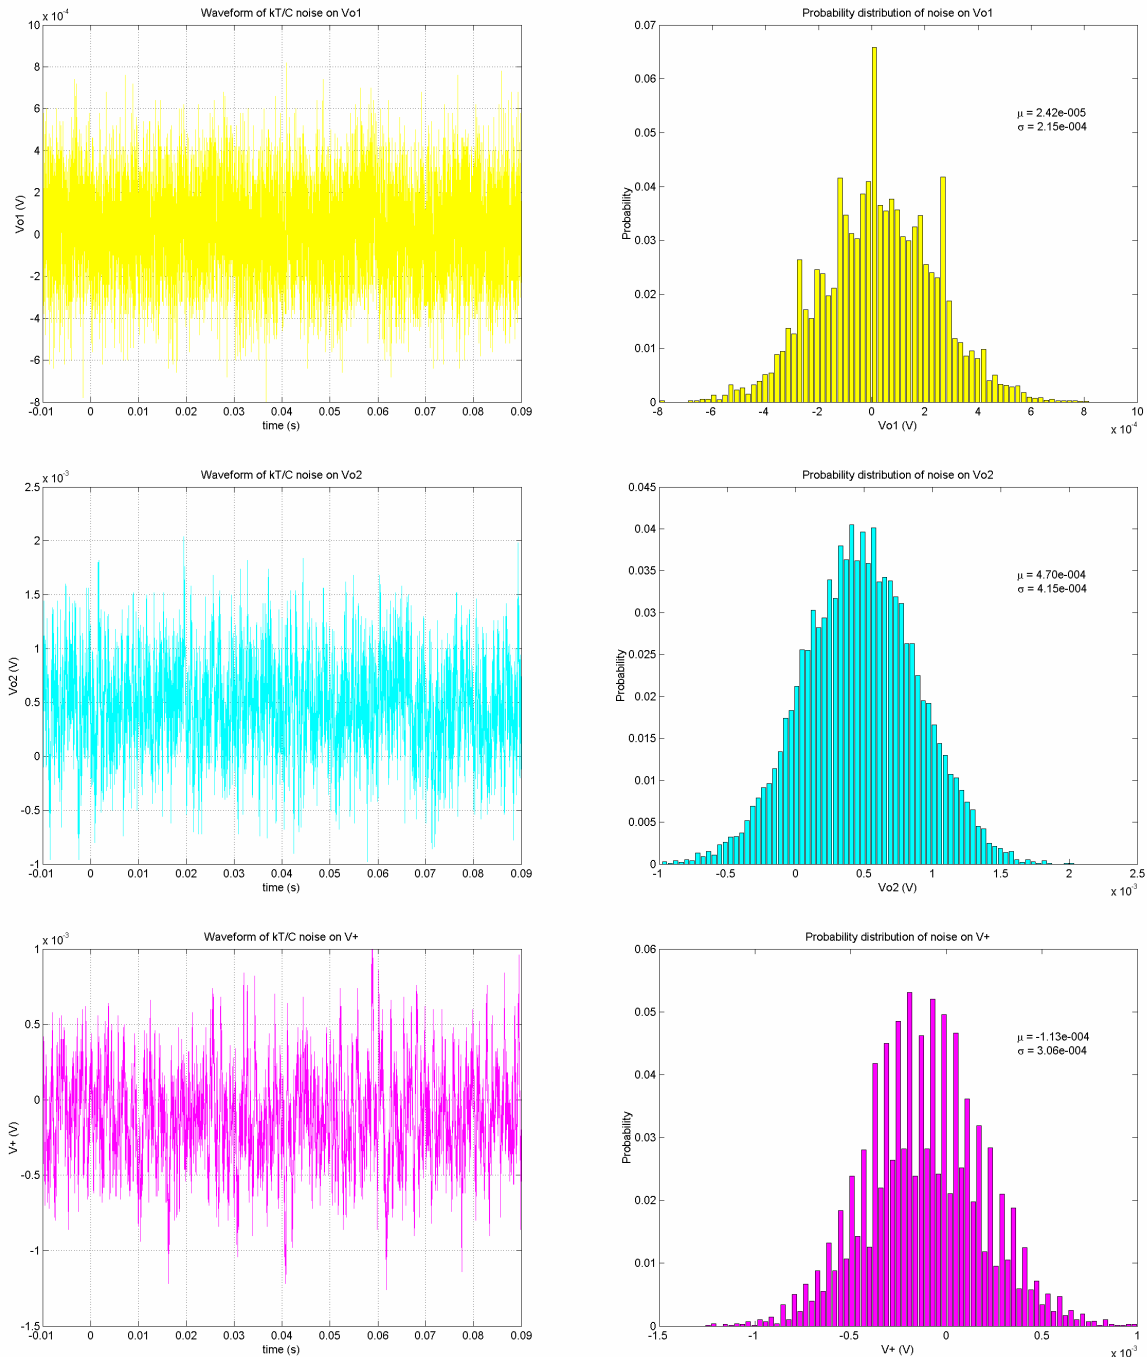 Waveform of kT/C noise on Vo1
x 10-4
10
8
6
4
2
0
-2
-4
-6
-8
Vo1 (V)
-0.01 0 0.01 0.02 0.03 0.04 0.05 0.06 0.07 0.08 0.09
time (s)
Probability distribution of noise on Vo1
0.07
0.06
0.05
0.04
0.03
0.02
0.01
0
Probability
μ = 2.42e-005
σ = 2.15e-004
-8 -6 -4 -2 0 2 4 6 8 10
Vo1 (V)
x 10-4
Waveform of kT/C noise on Vo2
x 10-3
2.5
2
1.5
1
0.5
0
-0.5
-1
Vo2 (V)
-0.01 0 0.01 0.02 0.03 0.04 0.05 0.06 0.07 0.08 0.09
time (s)
Probability distribution of noise on Vo2
0.045
0.04
0.035
0.03
0.025
0.02
0.015
0.01
0.005
0
Probability
μ = 4.70e-004
σ = 4.15e-004
-1 -0.5 0 0.5 1 1.5 2 2.5
Vo2 (V)
x 10-3
Waveform of kT/C noise on V+
x 10-3
1
0.5
0
-0.5
-1
-1.5
V+ (V)
-0.01 0 0.01 0.02 0.03 0.04 0.05 0.06 0.07 0.08 0.09
time (s)
Probability distribution of noise on V+
0.06
0.05
0.04
0.03
0.02
0.01
0
Probability
μ = -1.13e-004
σ = 3.06e-004
-1.5 -1 -0.5 0 0.5 1
V+ (V)
x 10-3